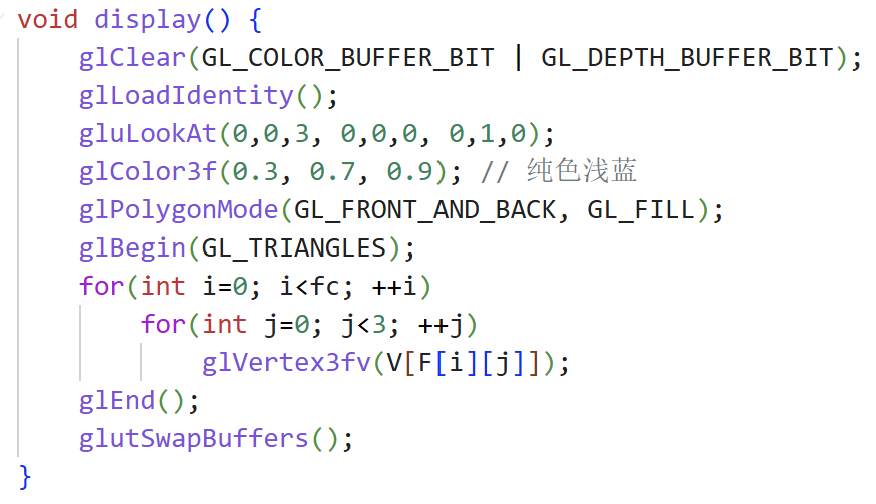 void display() {
    glClear(GL_COLOR_BUFFER_BIT | GL_DEPTH_BUFFER_BIT);
    glLoadIdentity();
    gluLookAt(0,0,3, 0,0,0, 0,1,0);
    glColor3f(0.3, 0.7, 0.9); // 纯色浅蓝
    glPolygonMode(GL_FRONT_AND_BACK, GL_FILL);
    glBegin(GL_TRIANGLES);
    for(int i=0; i<fc; ++i)
        for(int j=0; j<3; ++j)
            glVertex3fv(V[F[i][j]]);
    glEnd();
    glutSwapBuffers();
}